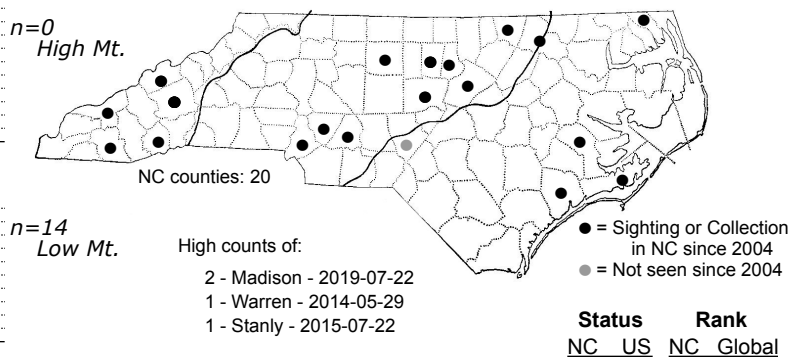 n=0
High Mt.
NC counties: 20
n=14
Low Mt.
High counts of:
2 - Madison - 2019-07-22
1 - Warren - 2014-05-29
1 - Stanly - 2015-07-22
= Sighting or Collection
in NC since 2004
= Not seen since 2004
Status Rank
NC US NC Global